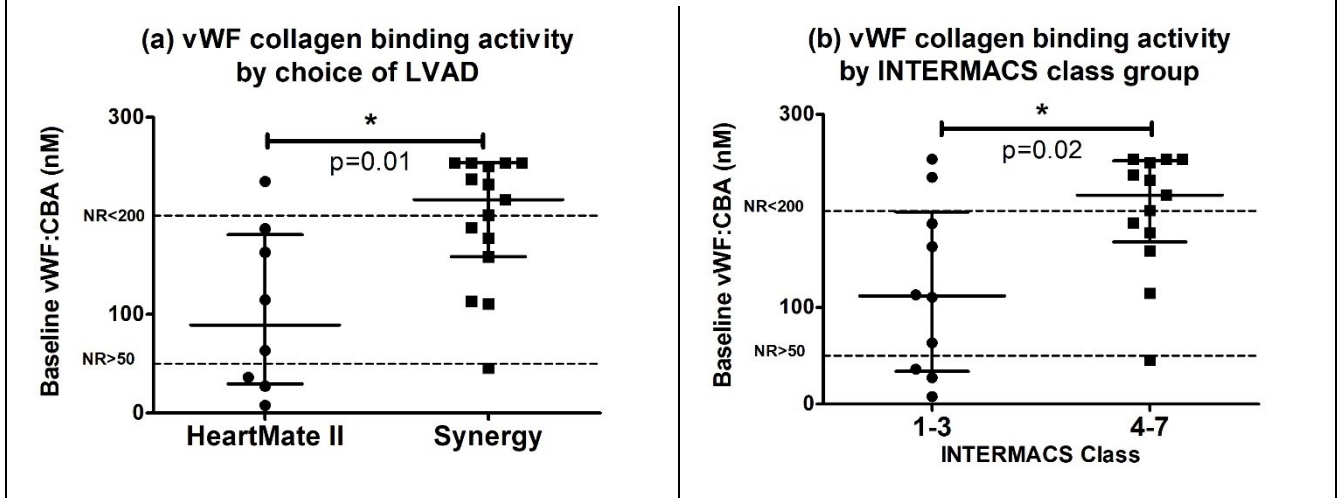 (a) vWF collagen binding activity
by choice of LVAD
Baseline vWF:CBA (nM)
300
*
p=0.01
NR<200
100
NR>50
0
HeartMate II Synergy
(b) vWF collagen binding activity
by INTERMACS class group
Baseline vWF:CBA (nM)
300
*
p=0.02
NR<200
100
NR>50
0
1-3 4-7
INTERMACS Class